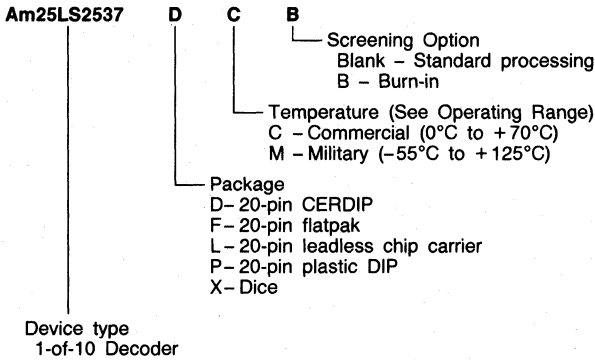 Am25LS2537 D C B
Screening Option
Blank – Standard processing
B – Burn-in
Temperature (See Operating Range)
C – Commercial (0°C to +70°C)
M – Military (–55°C to +125°C)
Package
D – 20-pin CERDIP
F – 20-pin flatpak
L – 20-pin leadless chip carrier
P – 20-pin plastic DIP
X – Dice
Device type
1-of-10 Decoder